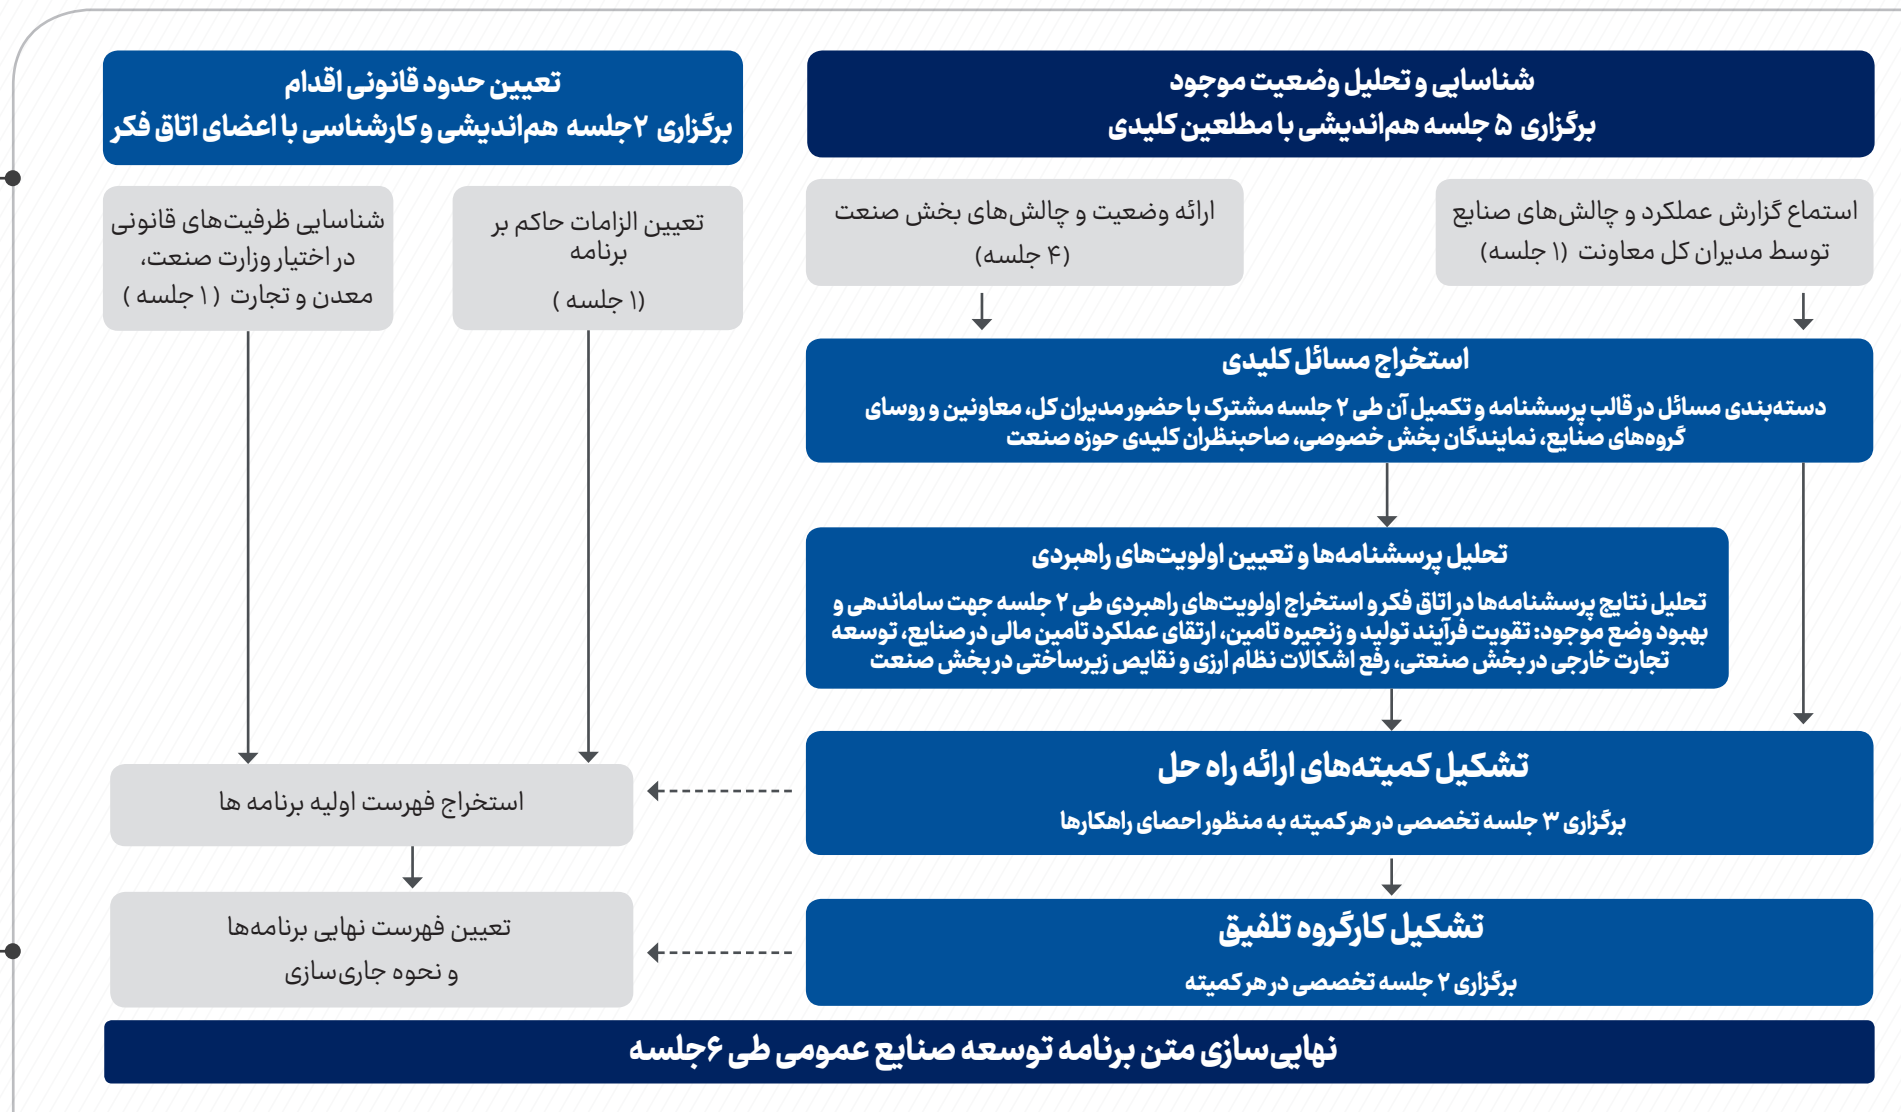 شناسایی و تحلیل وضعیت موجود
برگزاری ۵ جلسه هم‌اندیشی با مطلعین کلیدی
استماع گزارش عملکرد و چالش‌های صنایع
توسط مدیران کل معاونت (۱ جلسه)
ارائه وضعیت و چالش‌های بخش صنعت
(۴ جلسه)
استخراج مسائل کلیدی
دسته‌بندی مسائل در قالب پرسشنامه و تکمیل آن طی ۲ جلسه مشترک با حضور مدیران کل، معاونین و روسای
گروه‌های صنایع، نمایندگان بخش خصوصی، صاحبنظران کلیدی حوزه صنعت
تحلیل پرسشنامه‌ها و تعیین اولویت‌های راهبردی
تحلیل نتایج پرسشنامه‌ها در اتاق فکر و استخراج اولویت‌های راهبردی طی ۲ جلسه جهت ساماندهی و
بهبود وضع موجود: تقویت فرآیند تولید و زنجیره تامین، ارتقای عملکرد تامین مالی در صنایع، توسعه
تجارت خارجی در بخش صنعتی، رفع اشکالات نظام ارزی و نقایص زیرساختی در بخش صنعت
تشکیل کمیته‌های ارائه راه حل
برگزاری ۳ جلسه تخصصی در هر کمیته به منظور احصای راهکارها
تشکیل کارگروه تلفیق
برگزاری ۲ جلسه تخصصی در هر کمیته
تعیین حدود قانونی اقدام
برگزاری ۲جلسه هم‌اندیشی و کارشناسی با اعضای اتاق فکر
تعیین الزامات حاکم بر
برنامه
(۱ جلسه )
شناسایی ظرفیت‌های قانونی
در اختیار وزارت صنعت،
معدن و تجارت (۱ جلسه )
استخراج فهرست اولیه برنامه ها
تعیین فهرست نهایی برنامه‌ها
و نحوه جاری‌سازی
نهایی‌سازی متن برنامه توسعه صنایع عمومی طی ۶جلسه